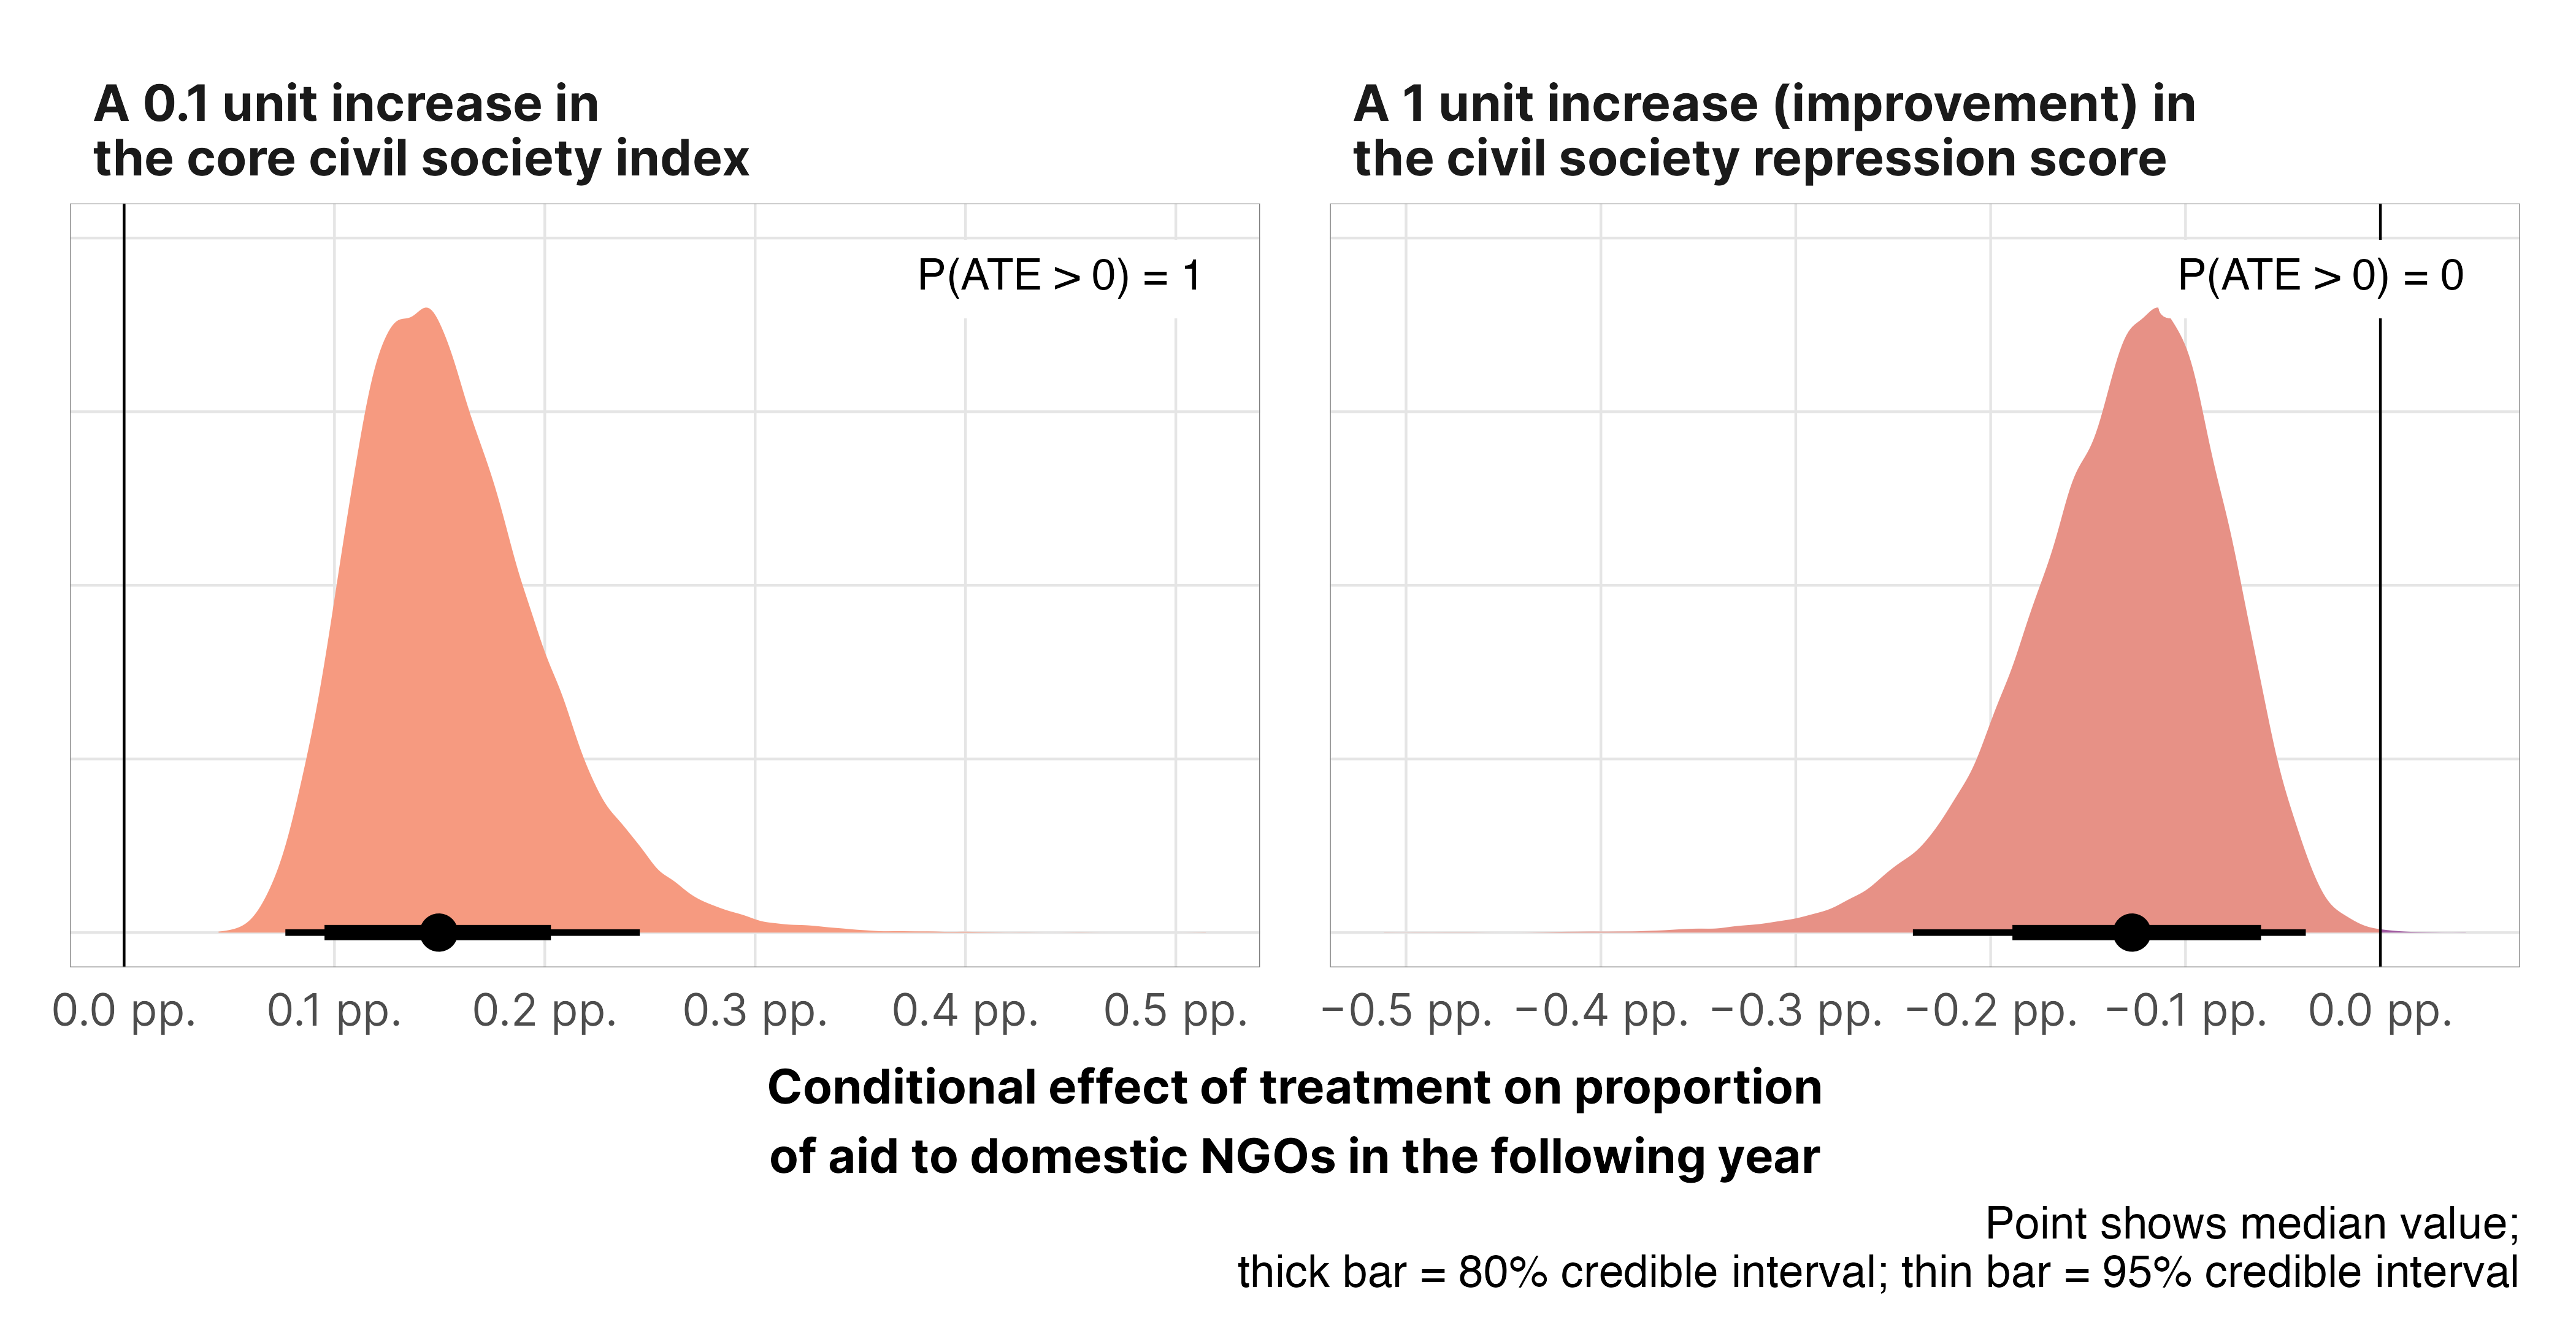 A 0.1 unit increase in
the core civil society index
P(ATE > 0) = 1
0.0 pp.
0.1 pp.
0.2 pp.
0.3 pp.
0.4 pp.
0.5 pp.
A 1 unit increase (improvement) in
the civil society repression score
P(ATE > 0) = 0
−0.5 pp.
−0.4 pp.
−0.3 pp.
−0.2 pp.
−0.1 pp.
0.0 pp.
Conditional effect of treatment on proportion
of aid to domestic NGOs in the following year
Point shows median value;
thick bar = 80% credible interval; thin bar = 95% credible interval